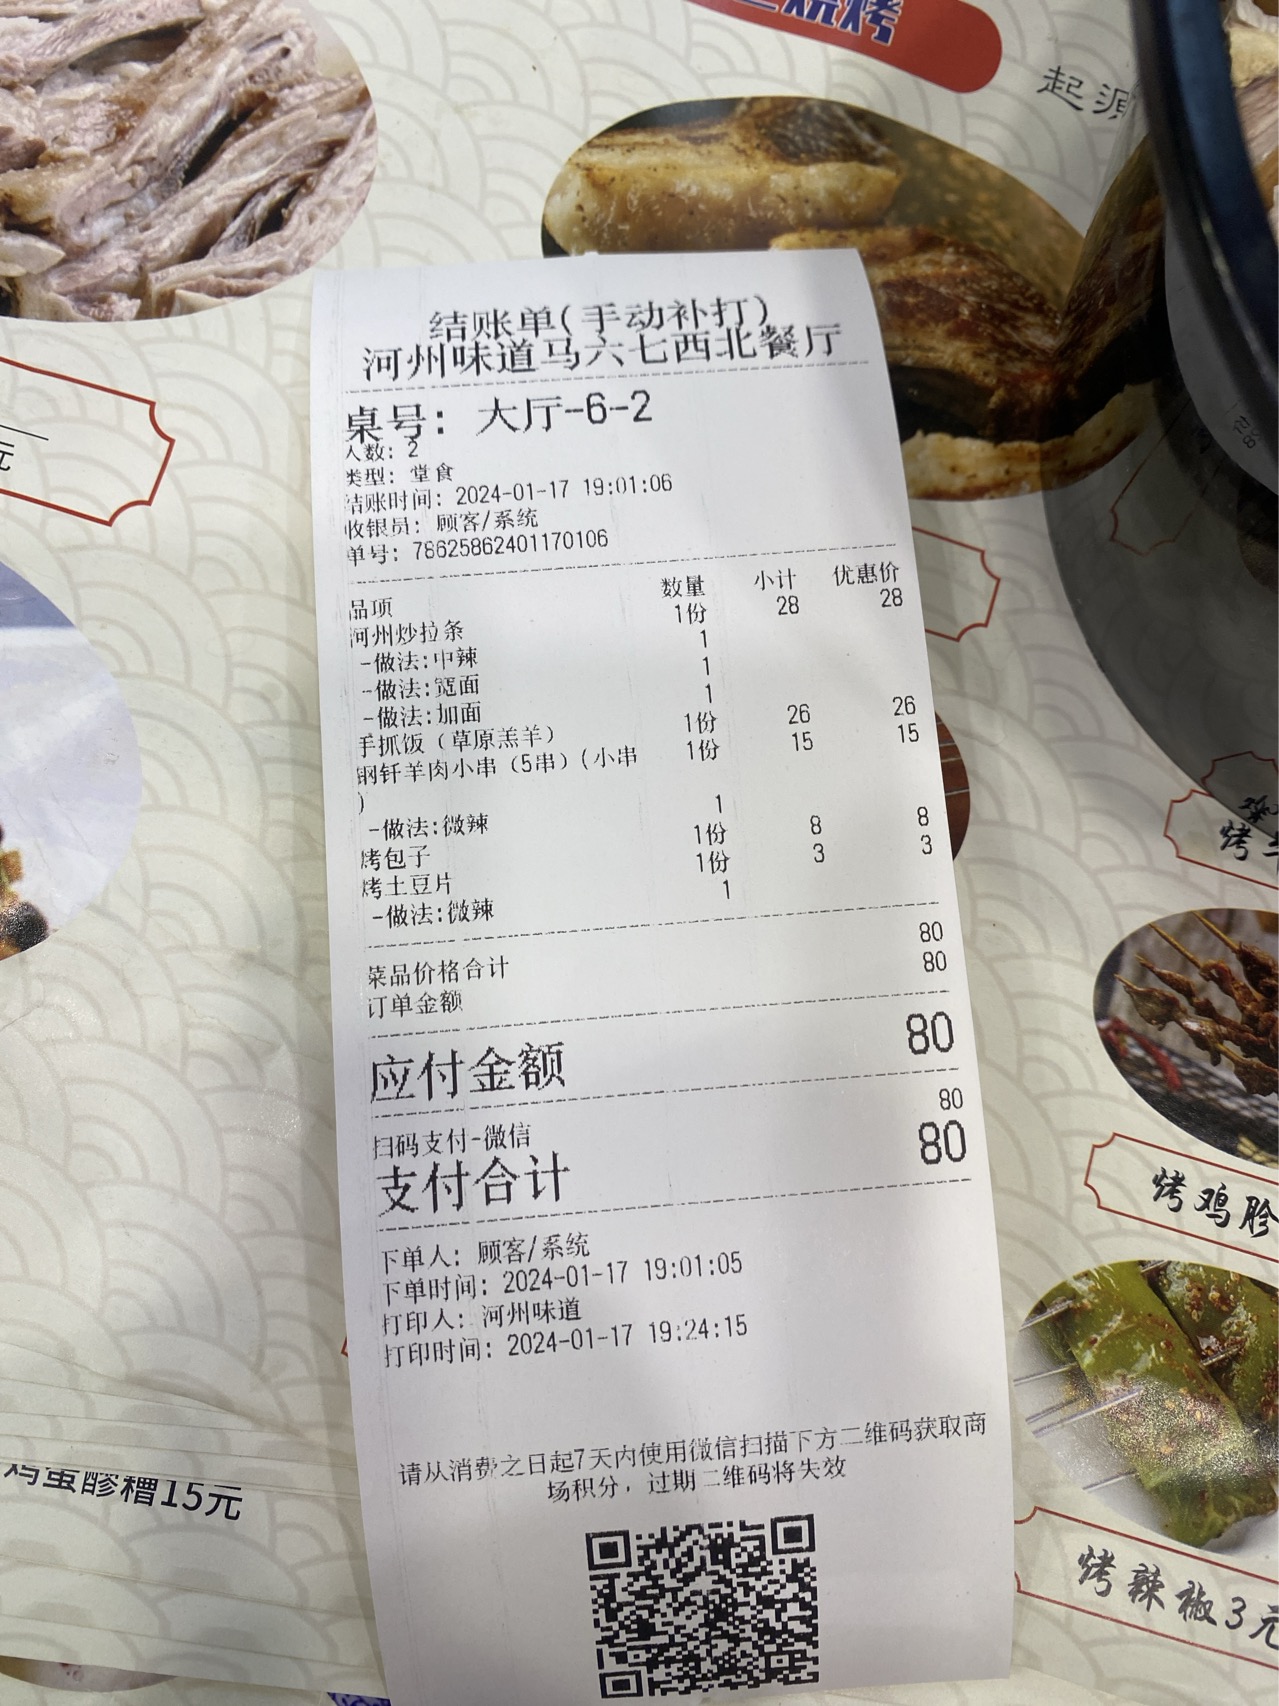 烧烤
起源
元
结账单(手动补打)
河州味道马六七西北餐厅
桌号: 大厅-6-2
人数: 2
类型: 堂食
结账时间: 2024-01-17 19:01:06
收银员: 顾客/系统
单号: 78625862401170106
品项 数量 小计 优惠价
河州炒拉条 1份 28 28
-做法:中辣 1
-做法:宽面 1
-做法:加面 1
手抓饭（草原羔羊） 1份 26 26
钢钎羊肉小串（5串）(小串 1份 15 15
)
-做法:微辣 1
烤包子 1份 8 8
烤土豆片 1份 3 3
-做法:微辣 1
菜品价格合计 80
订单金额 80
应付金额 80
扫码支付-微信 80
支付合计 80
下单人: 顾客/系统
下单时间: 2024-01-17 19:01:05
打印人: 河州味道
打印时间: 2024-01-17 19:24:15
请从消费之日起7天内使用微信扫描下方二维码获取商
场积分，过期二维码将失效
烤
烤鸡胗
烤辣椒3元
鸡蛋醪糟15元